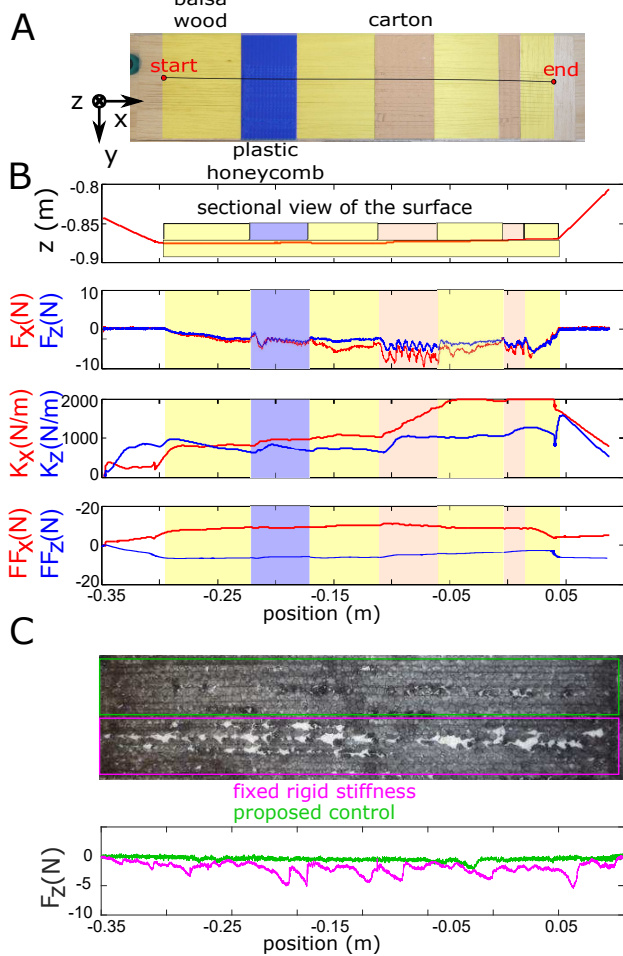 balsa
wood
carton
A
start
end
z
x
y
plastic
honeycomb
B
z (m)
-0.8
-0.85
-0.9
sectional view of the surface
Fx(N)
Fz(N)
10
0
-10
Kx(N/m)
Kz(N/m)
2000
1000
0
FFx(N)
FFz(N)
-20
0
20
-0.35 -0.25 -0.15 -0.05 0.05
position (m)
C
fixed rigid stiffness
proposed control
Fz(N)
0
-5
-10
-0.35 -0.25 -0.15 -0.05 0.05
position (m)